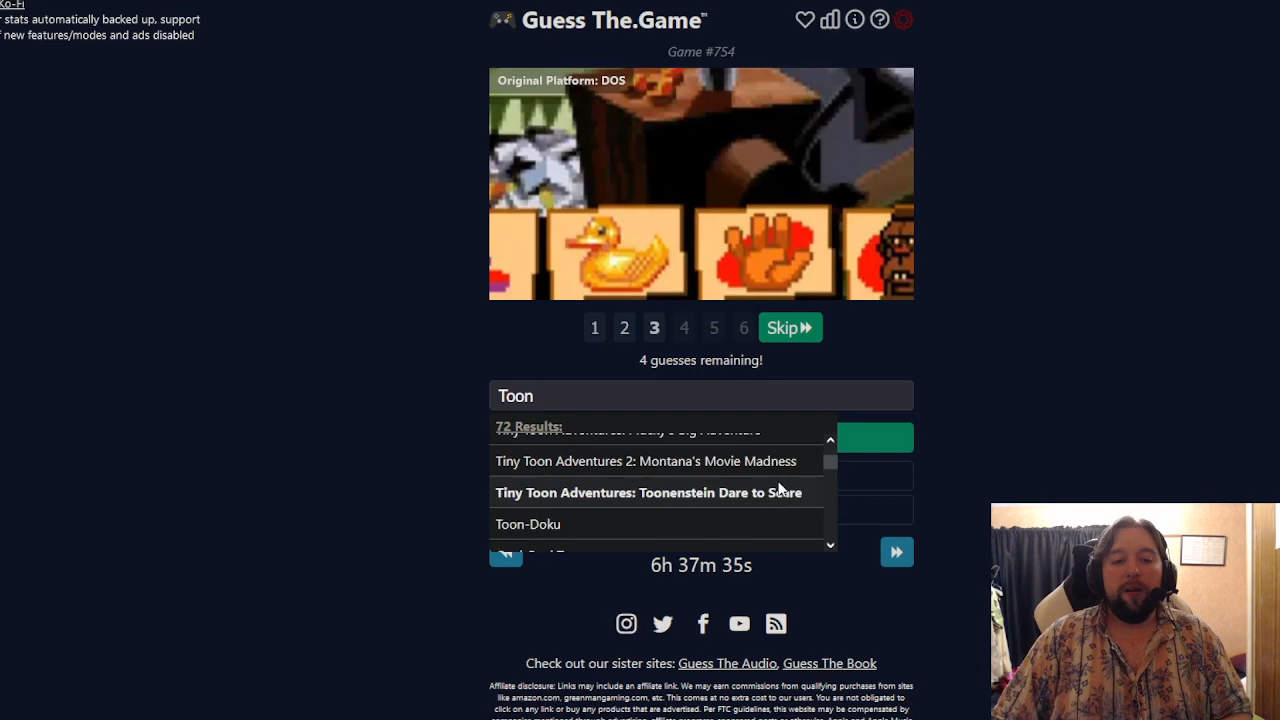 Ko-Fi
r stats automatically backed up, support
f new features/modes and ads disabled
Guess The.Game™
Game #754
Original Platform: DOS
1 2 3 4 5 6 Skip
4 guesses remaining!
Toon
72 Results:
Tiny Toon Adventures 2: Montana's Movie Madness
Tiny Toon Adventures: Toonenstein Dare to Scare
Toon-Doku
6h 37m 35s
Check out our sister sites: Guess The Audio, Guess The Book
Affiliate disclosure: Links may include an affiliate link. We may earn commissions from qualifying purchases from sites
like amazon.com, greenmangaming.com, etc. This comes at no extra cost to our users. You are not obligated to
click on any link or buy any products that are advertised. Per FTC guidelines, this website may be compensated by